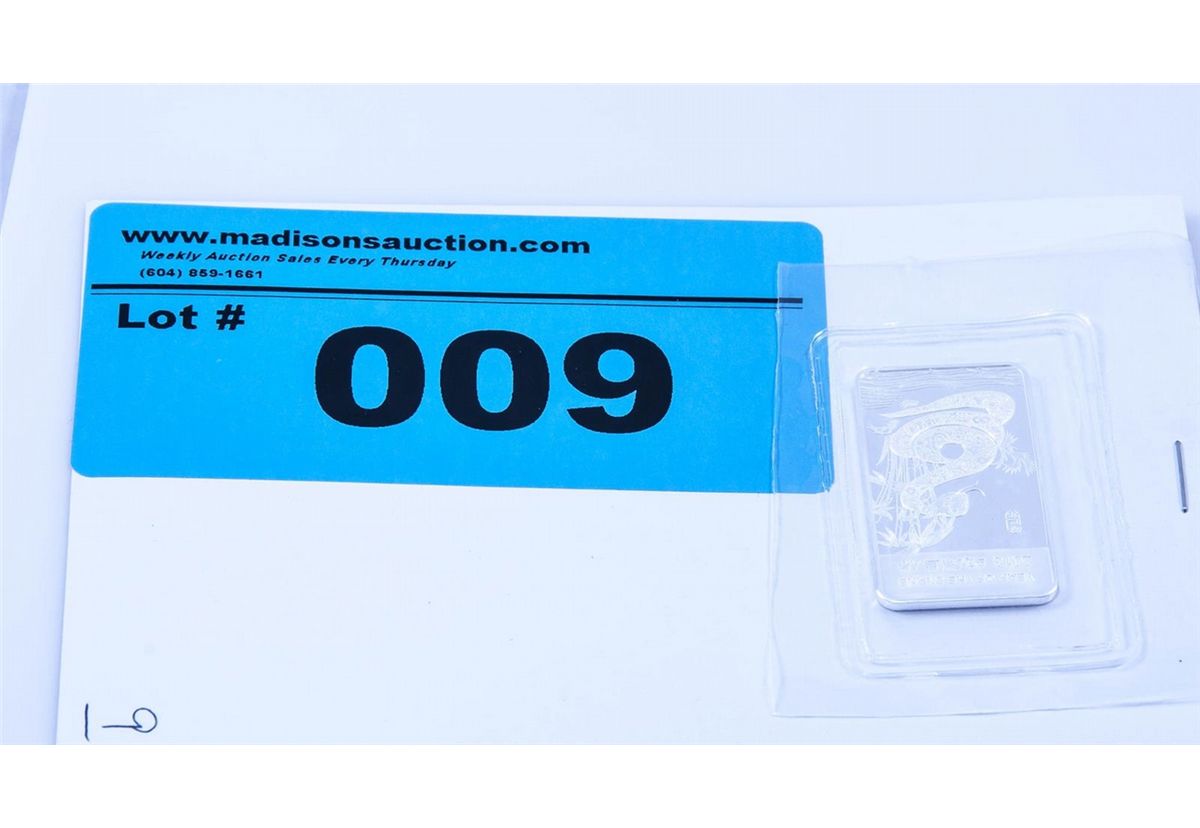 www.madisonsauction.com
Weekly Auction Sales Every Thursday
(604) 859-1661
Lot #
009